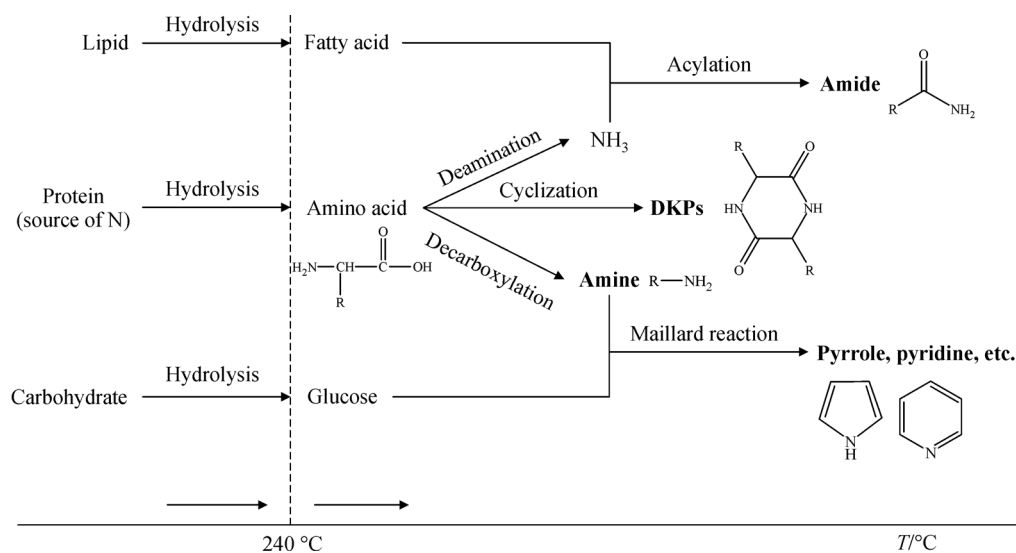 Lipid
Hydrolysis
Fatty acid
Acylation
Amide
O
R
NH2
Deamination
NH3
Protein
(source of N)
Hydrolysis
Amino acid
Cyclization
DKPs
R
O
HN
NH
O
R
O
H2N
CH
C
OH
R
Decarboxylation
Amine
R
NH2
Maillard reaction
Pyrrole, pyridine, etc.
Carbohydrate
Hydrolysis
Glucose
N
H
N
240 °C
T/°C